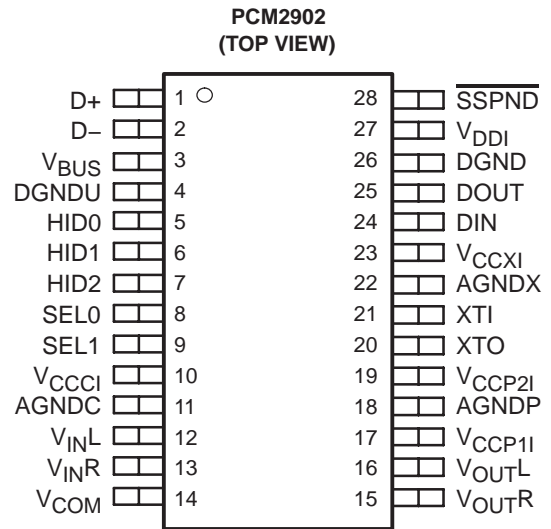 PCM2902
(TOP VIEW)
D+ 1 28 SSPND
D− 2 27 VDDI
VBUS 3 26 DGND
DGNDU 4 25 DOUT
HID0 5 24 DIN
HID1 6 23 VCCXI
HID2 7 22 AGNDX
SEL0 8 21 XTI
SEL1 9 20 XTO
VCCCI 10 19 VCCP2I
AGNDC 11 18 AGNDP
VINL 12 17 VCCP1I
VINR 13 16 VOUTL
VCOM 14 15 VOUTR